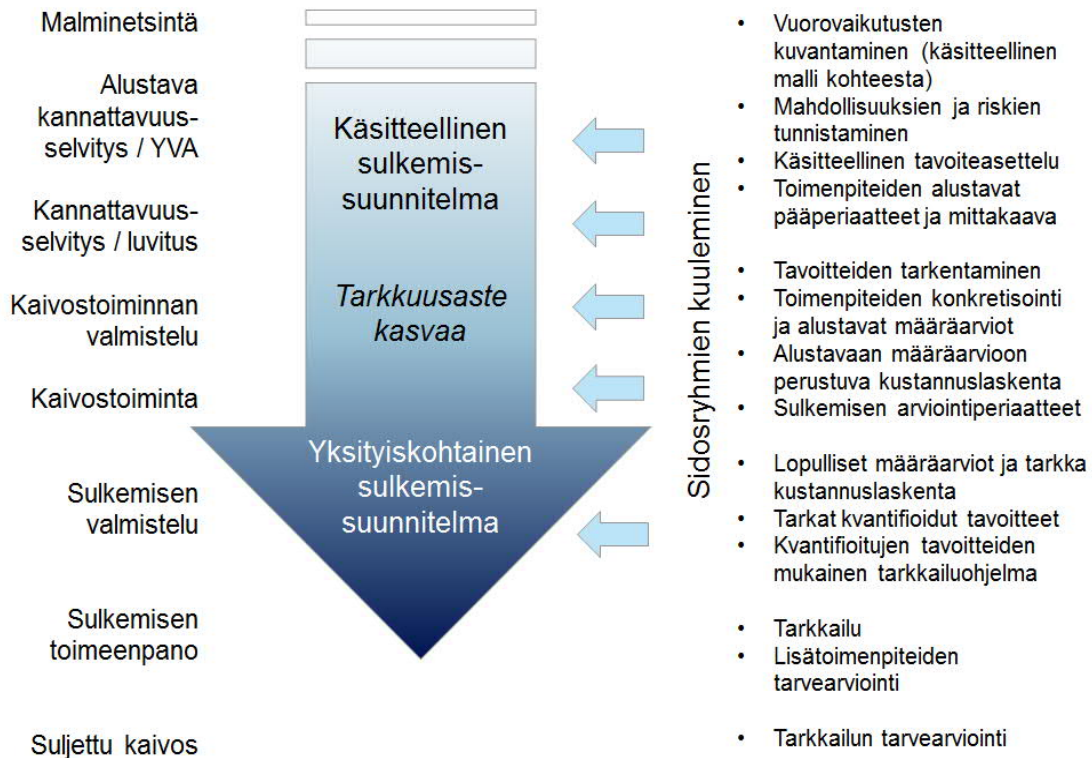 Malminetsintä
Alustava
kannattavuus-
selvitys / YVA
Kannattavuus-
selvitys / luvitus
Kaivostoiminnan
valmistelu
Kaivostoiminta
Sulkemisen
valmistelu
Sulkemisen
toimeenpano
Suljettu kaivos
Käsitteellinen
sulkemis-
suunnitelma
Tarkkuusaste
kasvaa
Yksityiskohtainen
sulkemis-
suunnitelma
Sidosryhmien kuuleminen
• Vuorovaikutusten
kuvantaminen (käsitteellinen
malli kohteesta)
• Mahdollisuuksien ja riskien
tunnistaminen
• Käsitteellinen tavoiteasettelu
• Toimenpiteiden alustavat
pääperiaatteet ja mittakaava
• Tavoitteiden tarkentaminen
• Toimenpiteiden konkretisointi
ja alustavat määräarviot
• Alustavaan määräarvioon
perustuva kustannuslaskenta
• Sulkemisen arviointiperiaatteet
• Lopulliset määräarviot ja tarkka
kustannuslaskenta
• Tarkat kvantifioidut tavoitteet
• Kvantifioitujen tavoitteiden
mukainen tarkkailuohjelma
• Tarkkailu
• Lisätoimenpiteiden
tarvearviointi
• Tarkkailun tarvearviointi